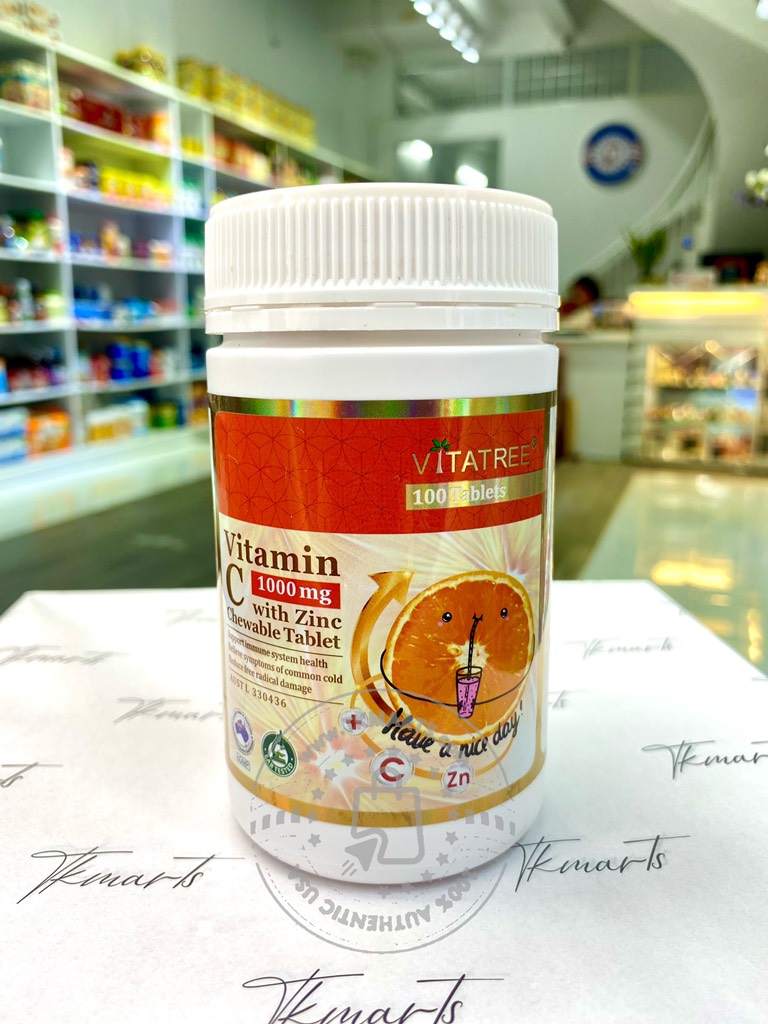 VITATREE®
100 Tablets
Vitamin
C 1000 mg
with Zinc
Chewable Tablet
Support immune system health
Relieve symptoms of common cold
Reduce free radical damage
AUST L 330436
Have a nice day!
C
Zn
Tkmarts
Tkmarts
Tkmarts
Tkmarts
100% AUTHENTIC USA